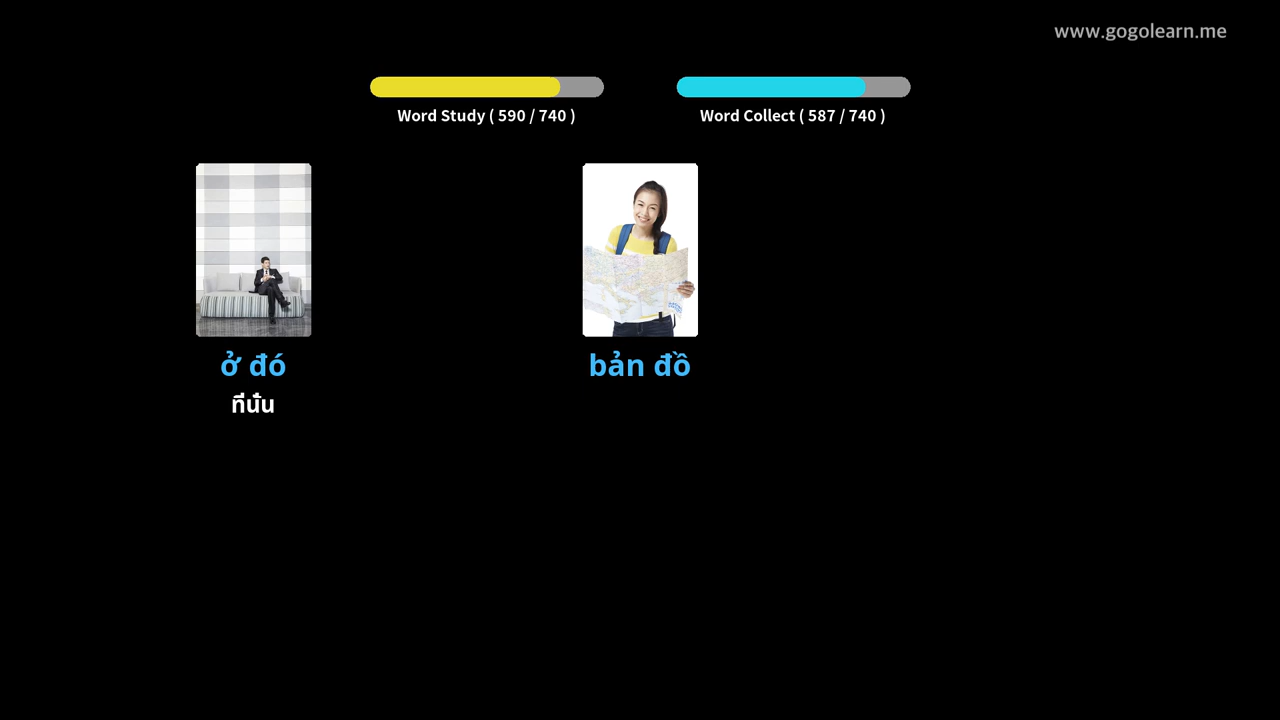 www.gogolearn.me
Word Study ( 590 / 740 )
Word Collect ( 587 / 740 )
ở đó
bản đồ
ที่นั่น